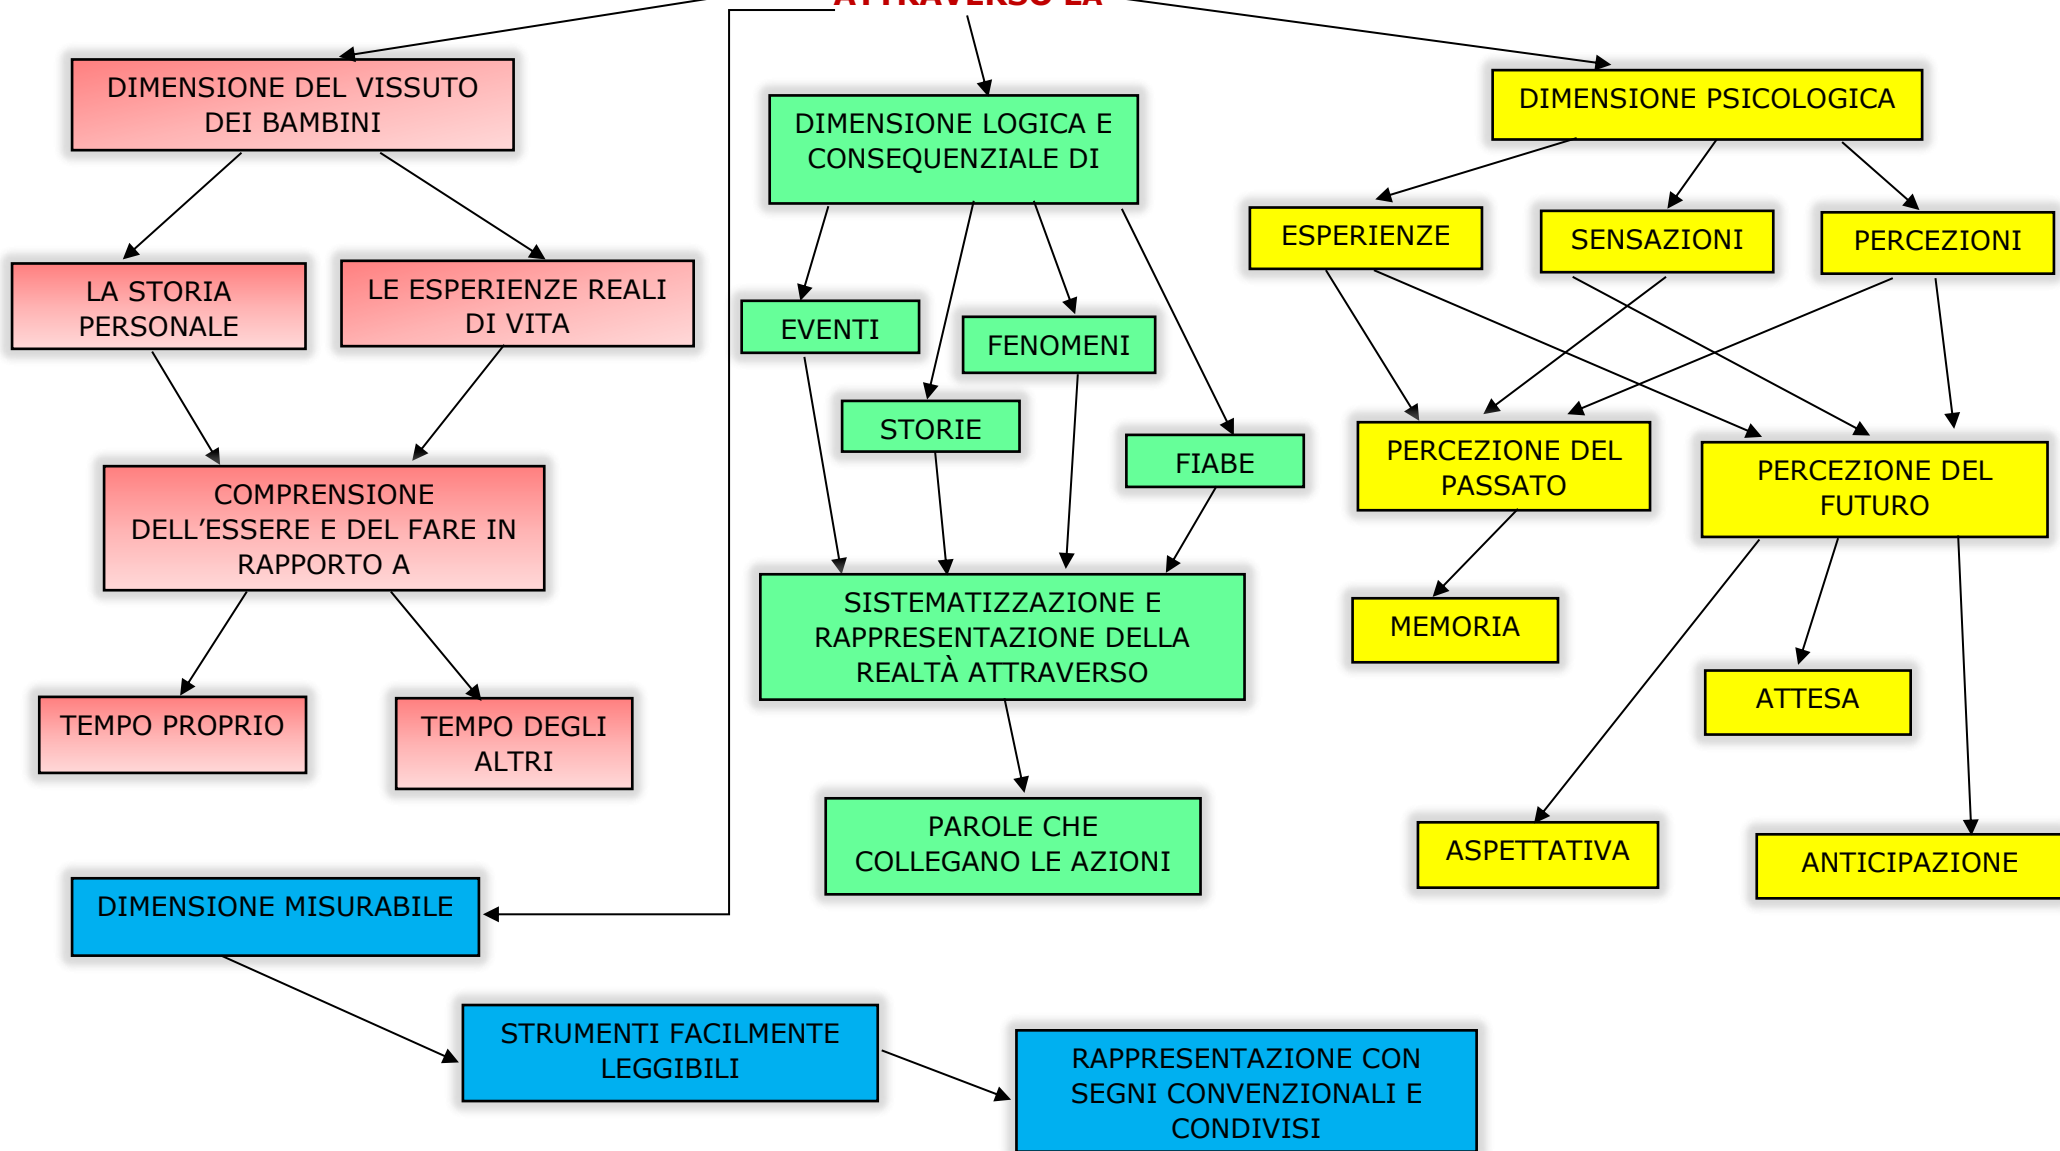 ATTRAVERSO LA
DIMENSIONE DEL VISSUTO
DEI BAMBINI
DIMENSIONE LOGICA E
CONSEQUENZIALE DI
DIMENSIONE PSICOLOGICA
ESPERIENZE
SENSAZIONI
PERCEZIONI
LA STORIA
PERSONALE
LE ESPERIENZE REALI
DI VITA
EVENTI
FENOMENI
STORIE
FIABE
PERCEZIONE DEL
PASSATO
PERCEZIONE DEL
FUTURO
COMPRENSIONE
DELL’ESSERE E DEL FARE IN
RAPPORTO A
SISTEMATIZZAZIONE E
RAPPRESENTAZIONE DELLA
REALTÀ ATTRAVERSO
MEMORIA
ATTESA
TEMPO PROPRIO
TEMPO DEGLI
ALTRI
PAROLE CHE
COLLEGANO LE AZIONI
ASPETTATIVA
ANTICIPAZIONE
DIMENSIONE MISURABILE
STRUMENTI FACILMENTE
LEGGIBILI
RAPPRESENTAZIONE CON
SEGNI CONVENZIONALI E
CONDIVISI